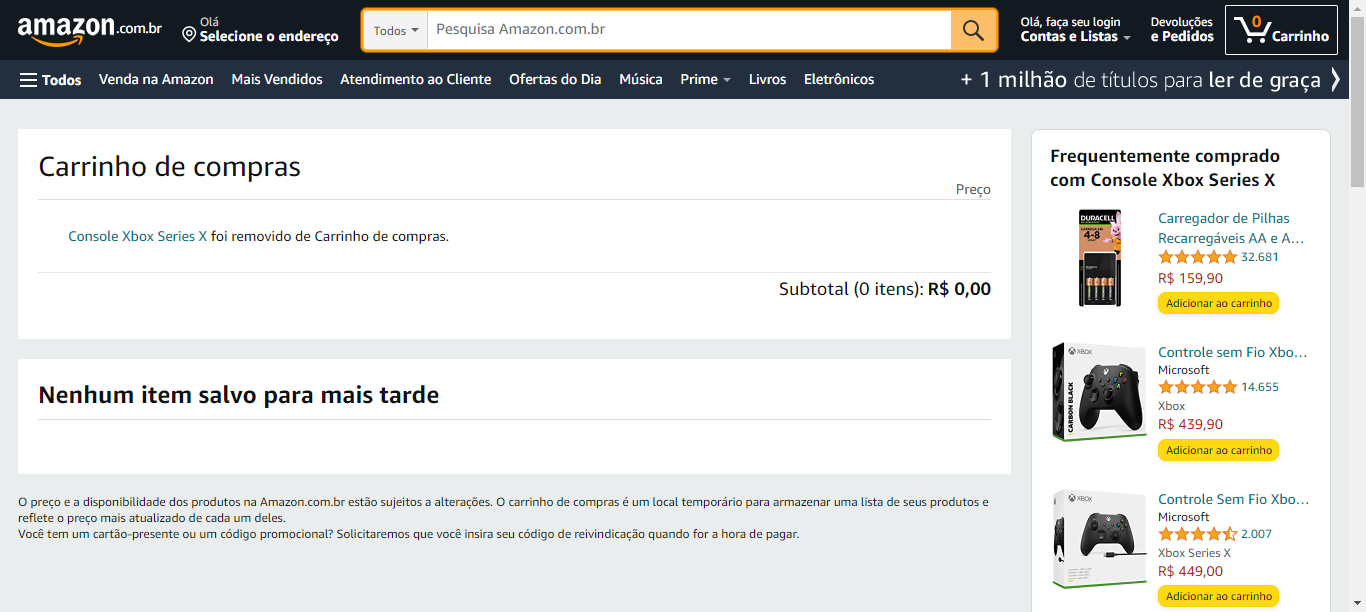 amazon.com.br
Olá
Selecione o endereço
Todos
Pesquisa Amazon.com.br
Olá, faça seu login
Contas e Listas
Devoluções
e Pedidos
0
Carrinho
Todos
Venda na Amazon
Mais Vendidos
Atendimento ao Cliente
Ofertas do Dia
Música
Prime
Livros
Eletrônicos
+ 1 milhão de títulos para ler de graça
Carrinho de compras
Preço
Console Xbox Series X foi removido de Carrinho de compras.
Subtotal (0 itens): R$ 0,00
Nenhum item salvo para mais tarde
O preço e a disponibilidade dos produtos na Amazon.com.br estão sujeitos a alterações. O carrinho de compras é um local temporário para armazenar uma lista de seus produtos e
reflete o preço mais atualizado de cada um deles.
Você tem um cartão-presente ou um código promocional? Solicitaremos que você insira seu código de reivindicação quando for a hora de pagar.
Frequentemente comprado
com Console Xbox Series X
DURACELL
4-8
Carregador de Pilhas
Recarregáveis AA e A…
32.681
R$ 159,90
Adicionar ao carrinho
XBOX
CARBON BLACK
Controle sem Fio Xbo…
Microsoft
14.655
Xbox
R$ 439,90
Adicionar ao carrinho
XBOX
Controle Sem Fio Xbo…
Microsoft
2.007
Xbox Series X
R$ 449,00
Adicionar ao carrinho